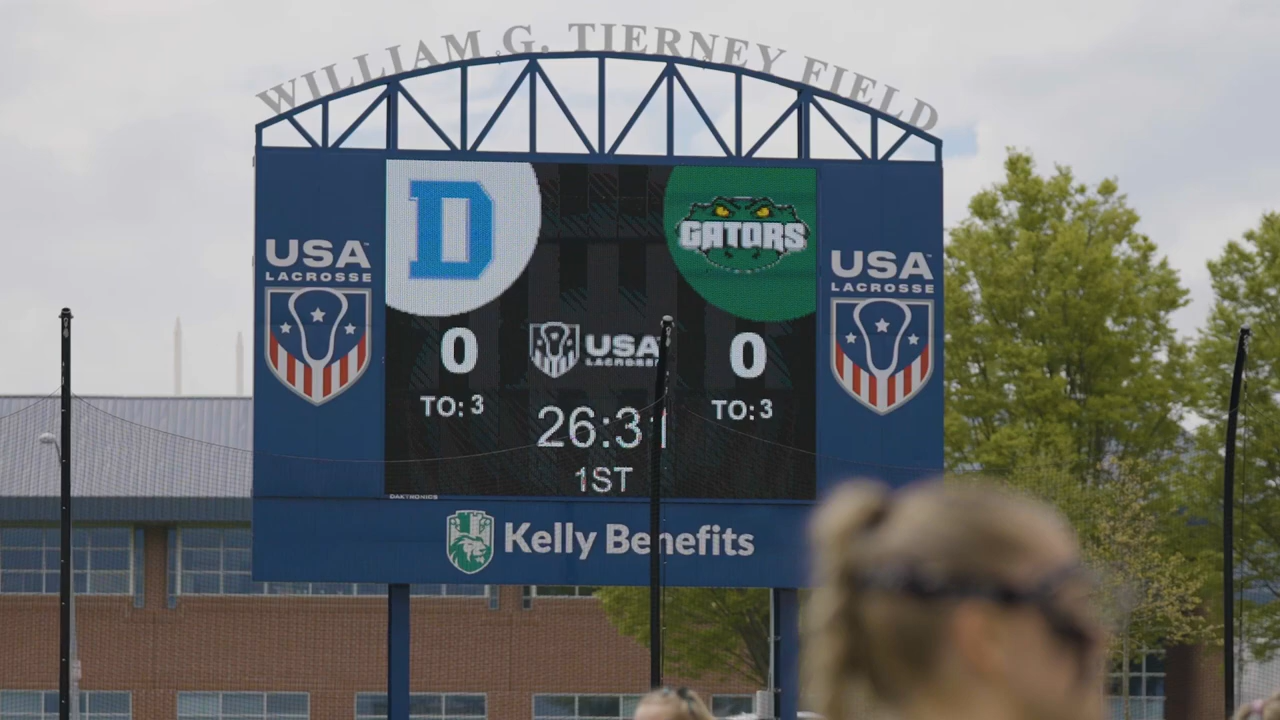 WILLIAM G. TIERNEY FIELD
D
GATORS
USA
LACROSSE
USA
LACROSSE
0
USA
LACROSSE
0
TO: 3
TO: 3
26:31
1ST
DAKTRONICS
Kelly Benefits